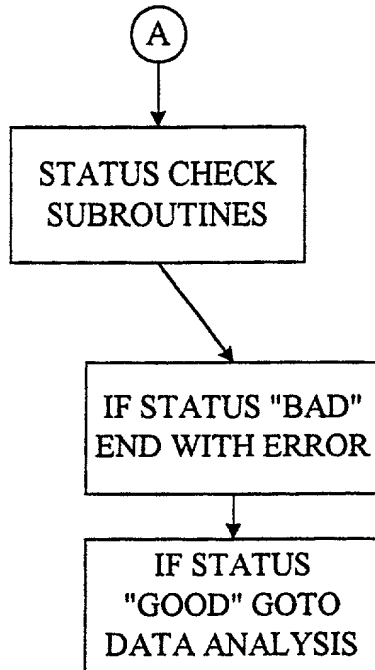 A
STATUS CHECK
SUBROUTINES
IF STATUS "BAD"
END WITH ERROR
IF STATUS
"GOOD" GOTO
DATA ANALYSIS